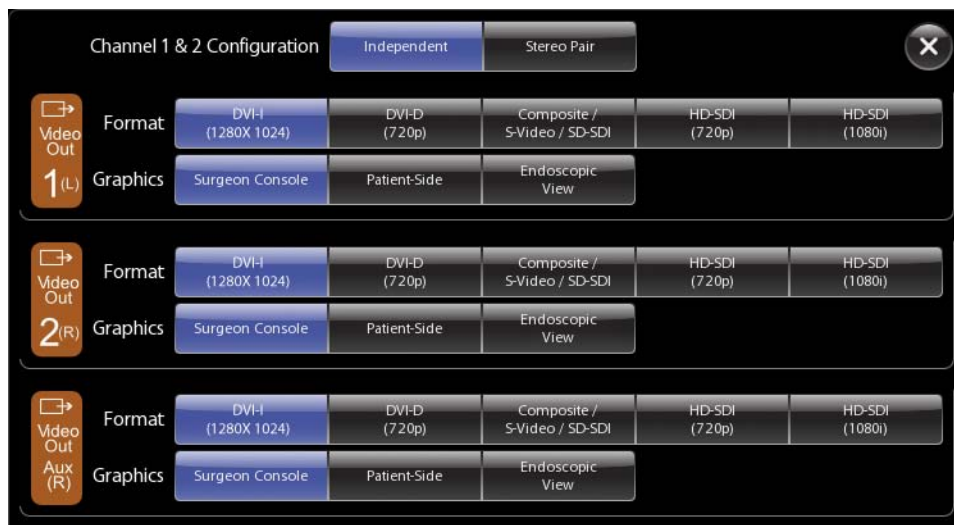 Channel 1 & 2 Configuration Independent Stereo Pair
Video Out 1 (L)
Format DVI-I (1280X 1024) DVI-D (720p) Composite / S-Video / SD-SDI HD-SDI (720p) HD-SDI (1080i)
Graphics Surgeon Console Patient-Side Endoscopic View
Video Out 2 (R)
Format DVI-I (1280X 1024) DVI-D (720p) Composite / S-Video / SD-SDI HD-SDI (720p) HD-SDI (1080i)
Graphics Surgeon Console Patient-Side Endoscopic View
Video Out Aux (R)
Format DVI-I (1280X 1024) DVI-D (720p) Composite / S-Video / SD-SDI HD-SDI (720p) HD-SDI (1080i)
Graphics Surgeon Console Patient-Side Endoscopic View